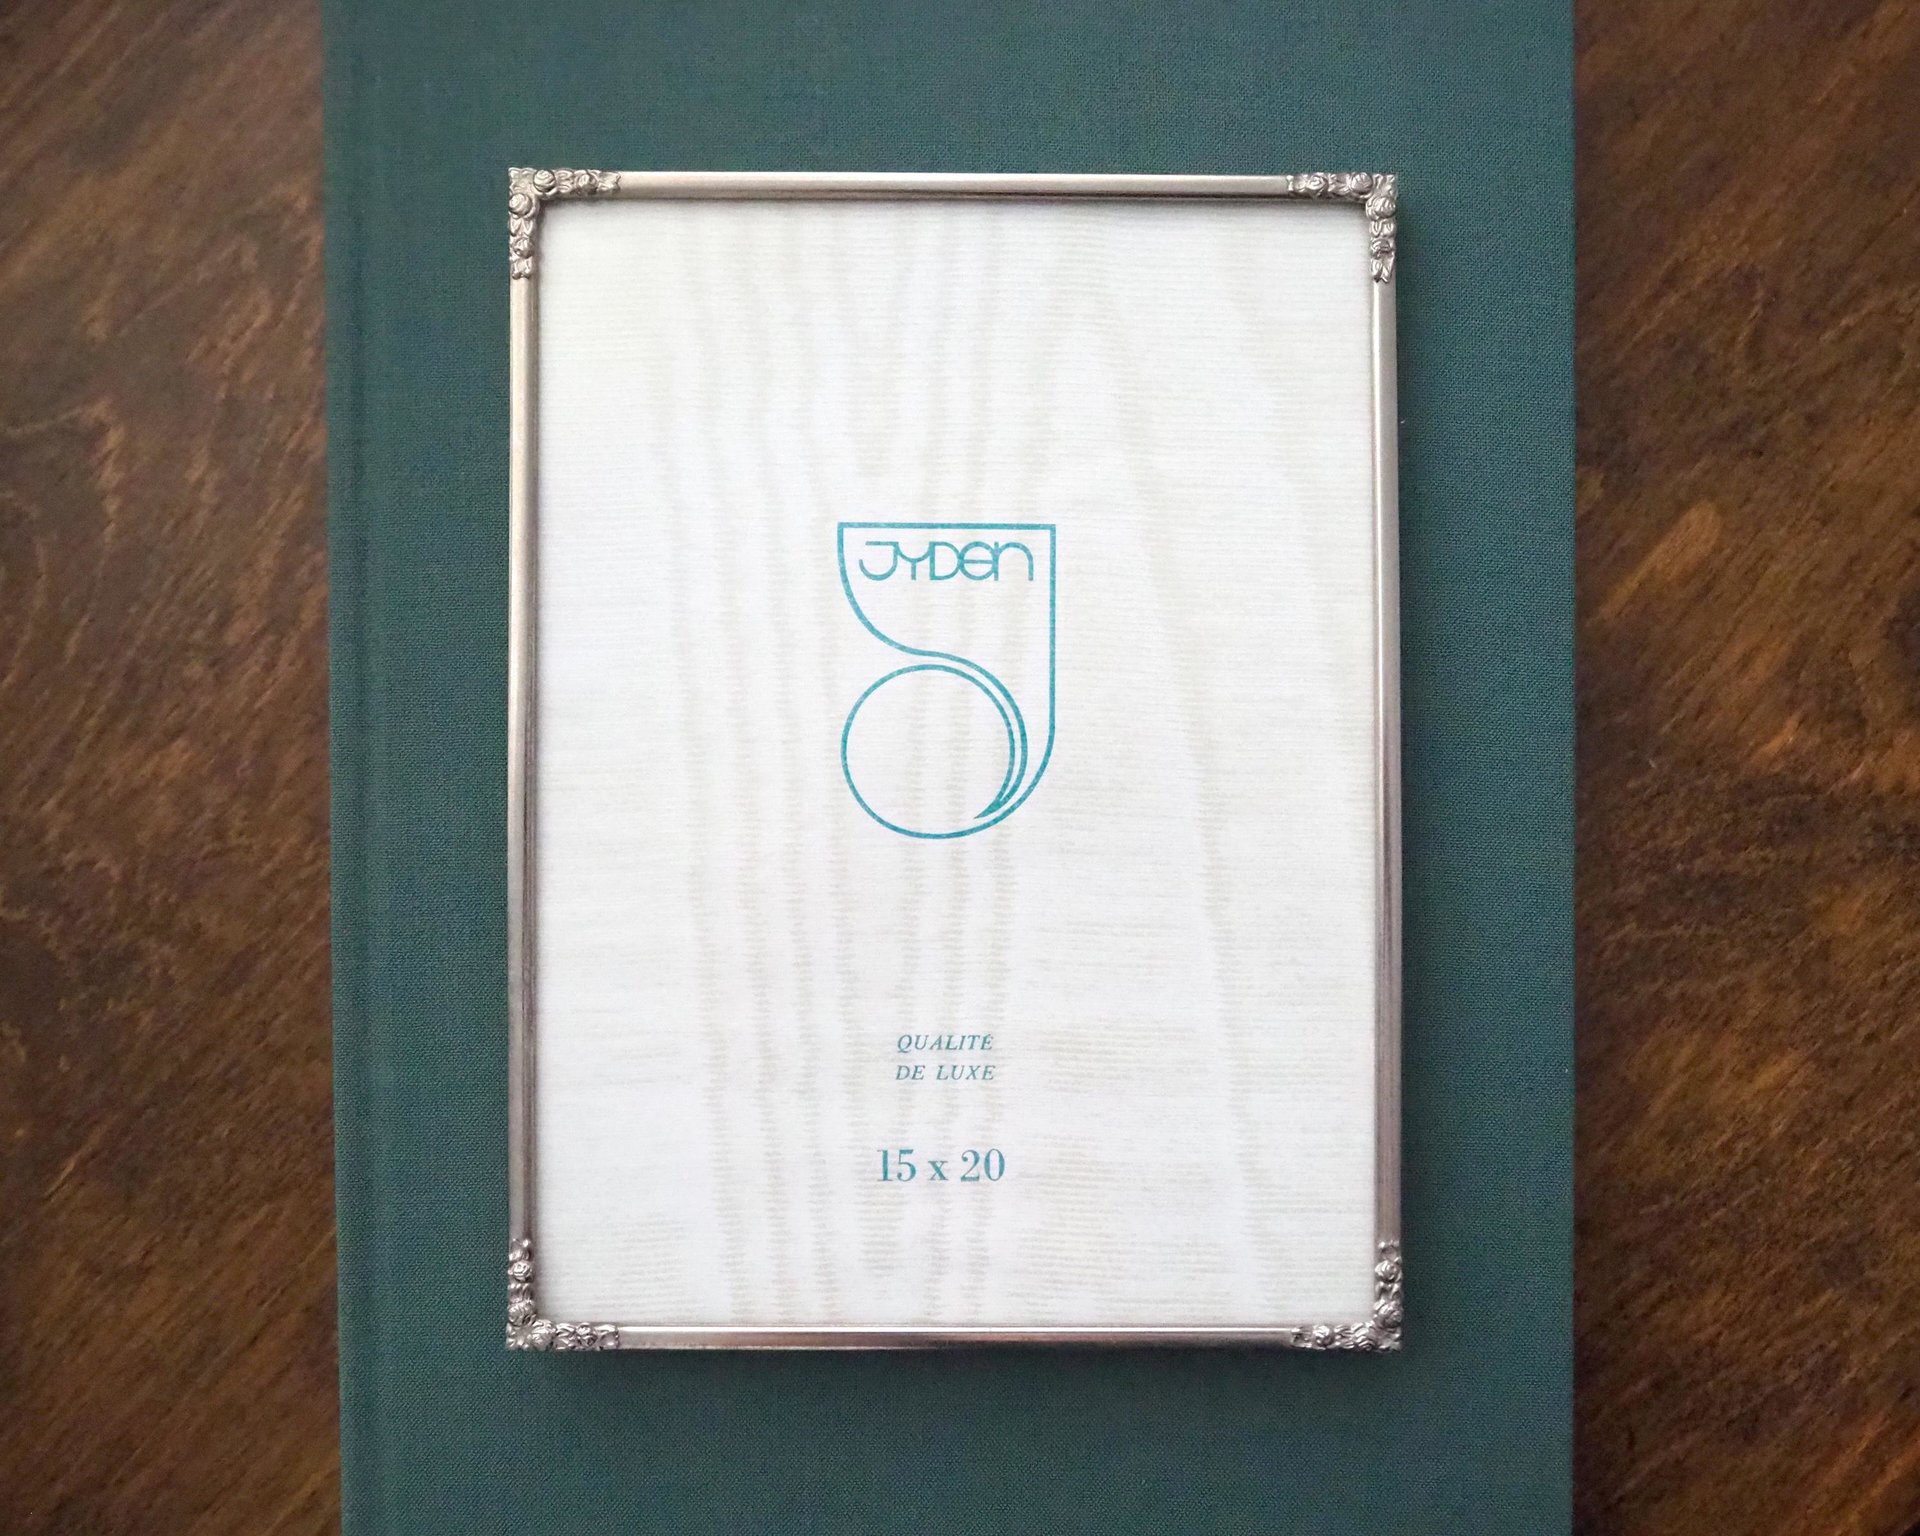 JYDEN
QUALITÉ
DE LUXE
15 x 20